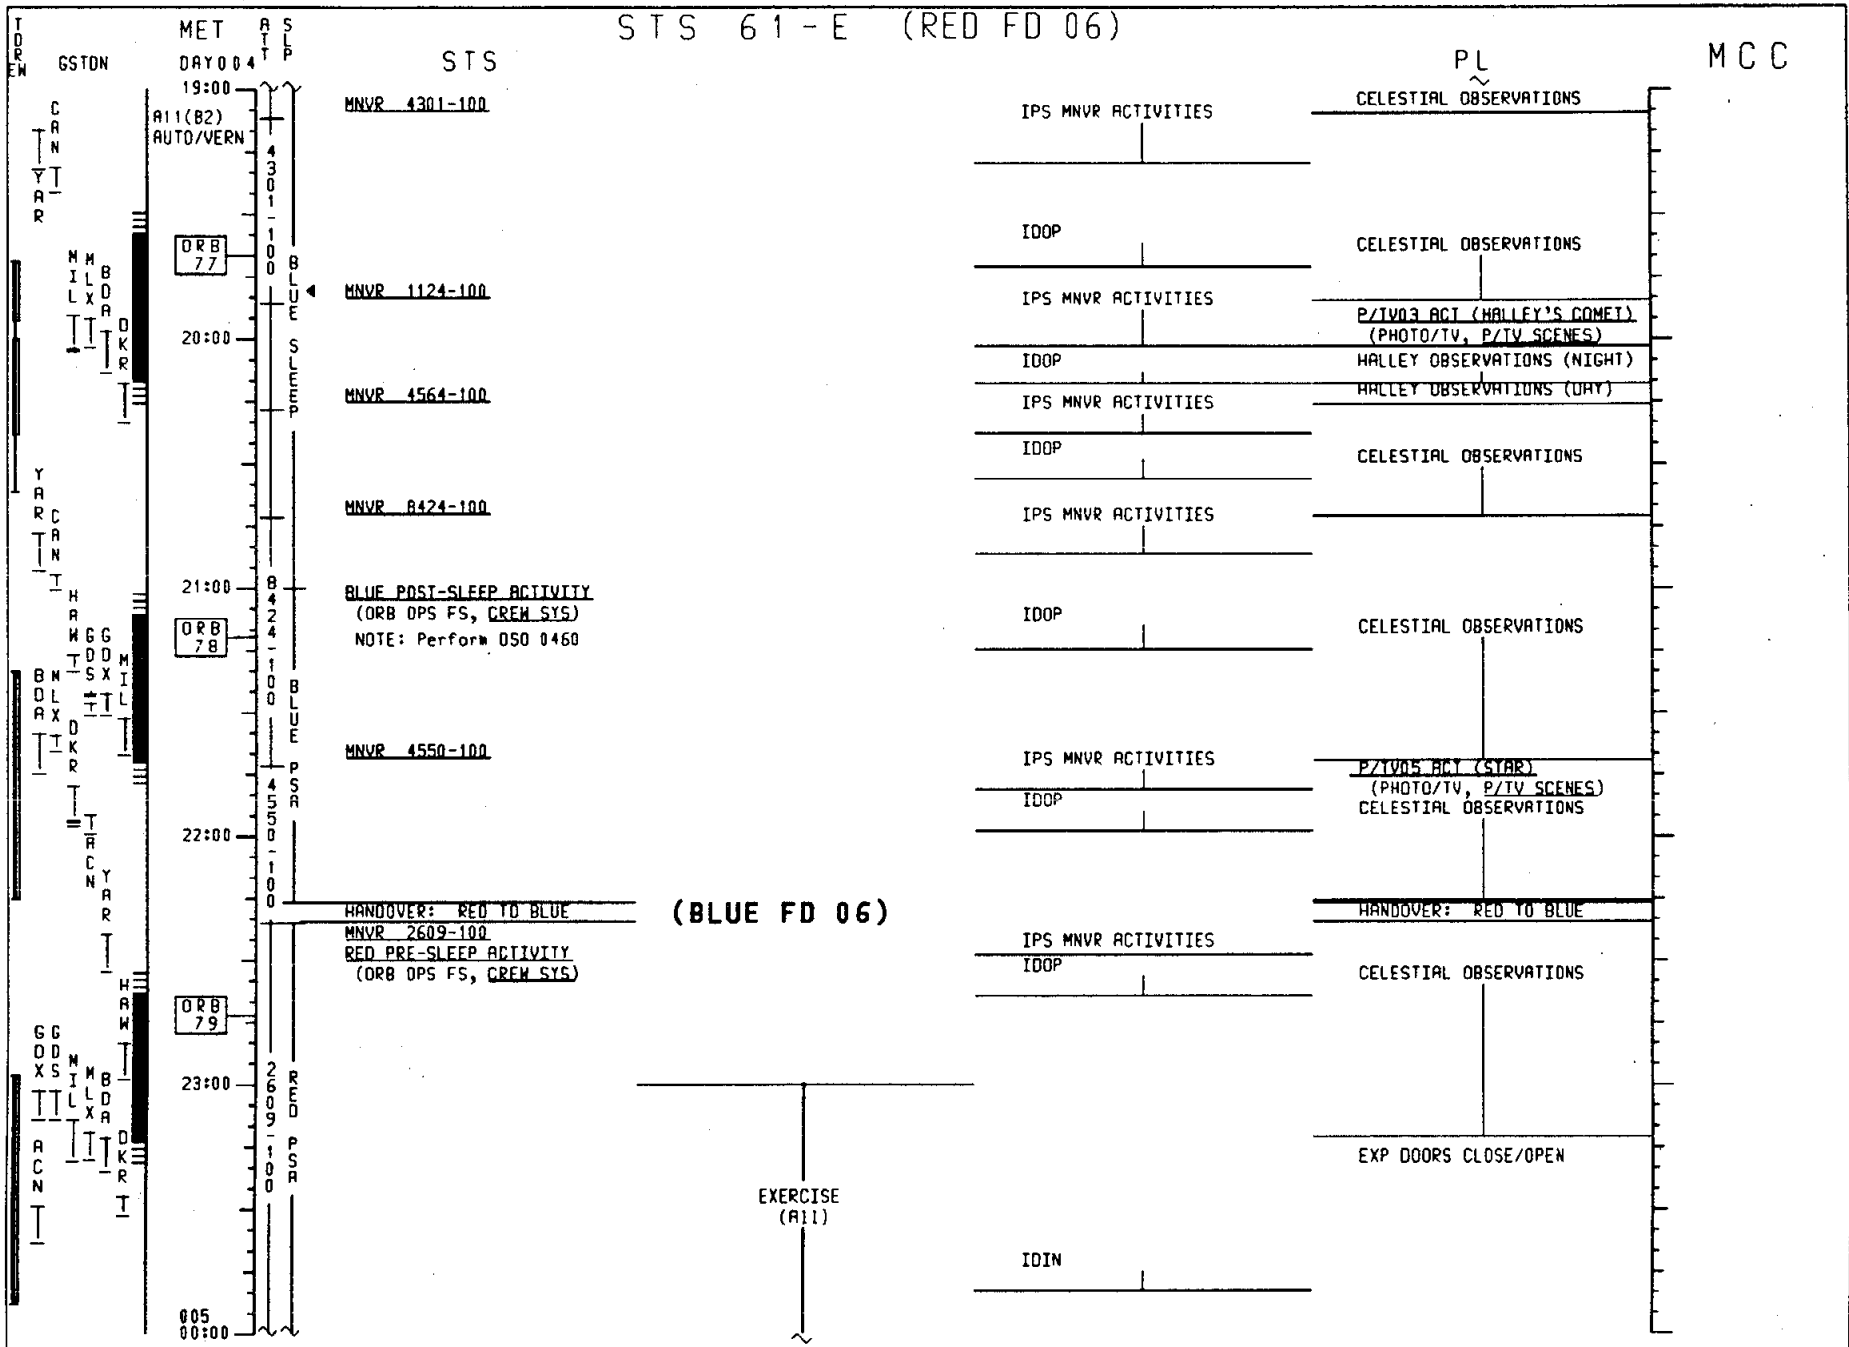 STS 61-E (RED FD 06)
TDREW
GSTDN
MET
DAY004
ATT
SLP
STS
PL
MCC
19:00
A11(B2)
AUTO/VERN
CAN
YAR
4301-100
MNVR 4301-100
IPS MNVR ACTIVITIES
CELESTIAL OBSERVATIONS
ORB
77
MIL
MLX
BDA
DKR
BLUE SLEEP
IDOP
CELESTIAL OBSERVATIONS
MNVR 1124-100
IPS MNVR ACTIVITIES
P/TV03 ACT (HALLEY'S COMET)
(PHOTO/TV, P/TV SCENES)
20:00
IDOP
HALLEY OBSERVATIONS (NIGHT)
HALLEY OBSERVATIONS (DAY)
MNVR 4564-100
IPS MNVR ACTIVITIES
IDOP
CELESTIAL OBSERVATIONS
YAR
CAN
MNVR 8424-100
IPS MNVR ACTIVITIES
21:00
8424-100
BLUE POST-SLEEP ACTIVITY
(ORB OPS FS, CREW SYS)
NOTE: Perform DSO 0460
ORB
78
HAW
GDS
GDX
MIL
BDA
MLX
DKR
BLUE PSA
IDOP
CELESTIAL OBSERVATIONS
MNVR 4550-100
IPS MNVR ACTIVITIES
P/TV05 ACT (STAR)
(PHOTO/TV, P/TV SCENES)
IDOP
CELESTIAL OBSERVATIONS
4550-100
22:00
ACN
YAR
HANDOVER: RED TO BLUE
(BLUE FD 06)
HANDOVER: RED TO BLUE
MNVR 2609-100
RED PRE-SLEEP ACTIVITY
(ORB OPS FS, CREW SYS)
IPS MNVR ACTIVITIES
IDOP
CELESTIAL OBSERVATIONS
HAW
ORB
79
GDX
GDS
MIL
MLX
BDA
DKR
ACN
23:00
2609-100
RED PSA
EXP DOORS CLOSE/OPEN
EXERCISE
(All)
IDIN
005
00:00